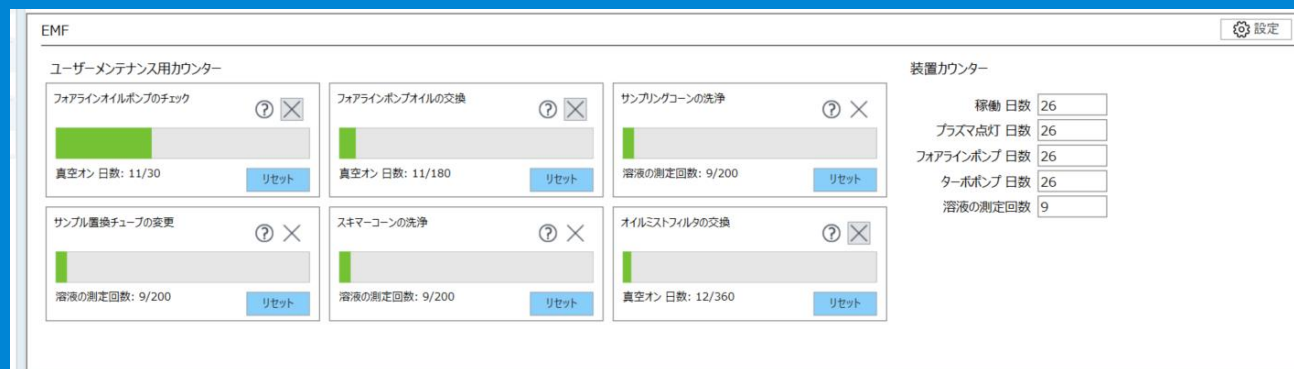 EMF
設定
ユーザーメンテナンス用カウンター
フォアラインオイルポンプのチェック
真空オン 日数: 11/30
リセット
フォアラインポンプオイルの交換
真空オン 日数: 11/180
リセット
サンプリングコーンの洗浄
溶液の測定回数: 9/200
リセット
サンプル置換チューブの変更
溶液の測定回数: 9/200
リセット
スキマーコーンの洗浄
溶液の測定回数: 9/200
リセット
オイルミストフィルタの交換
真空オン 日数: 12/360
リセット
装置カウンター
稼働 日数 26
プラズマ点灯 日数 26
フォアラインポンプ 日数 26
ターボポンプ 日数 26
溶液の測定回数 9